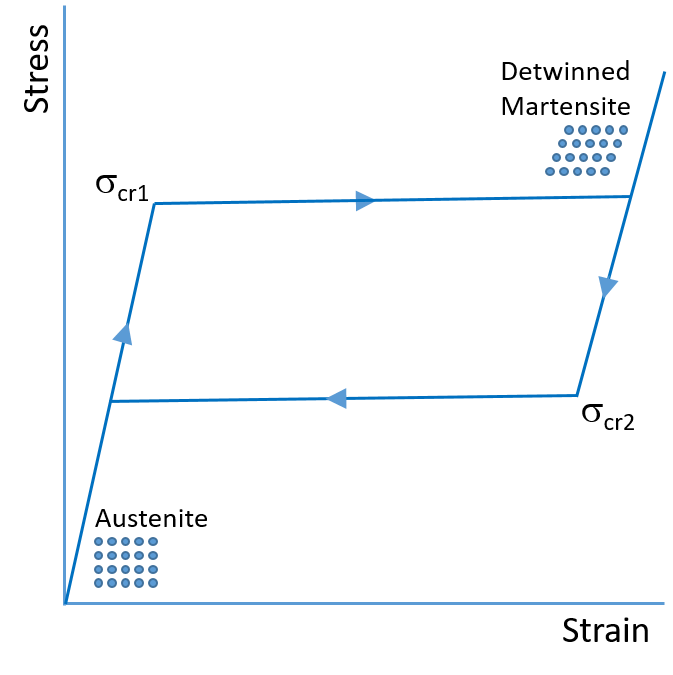 Stress
Detwinned
Martensite
σcr1
σcr2
Austenite
Strain